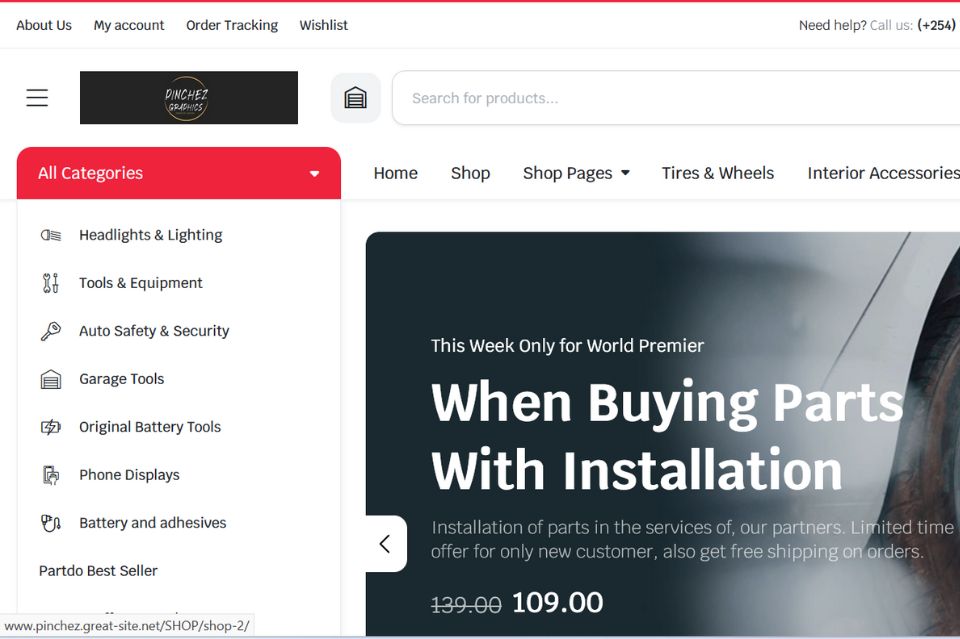 About Us My account Order Tracking Wishlist Need help? Call us: (+254)
PINCHEZ
GRAPHICS
Search for products...
All Categories
Home Shop Shop Pages Tires & Wheels Interior Accessories
Headlights & Lighting
Tools & Equipment
Auto Safety & Security
Garage Tools
Original Battery Tools
Phone Displays
Battery and adhesives
Partdo Best Seller
This Week Only for World Premier
When Buying Parts
With Installation
Installation of parts in the services of, our partners. Limited time
offer for only new customer, also get free shipping on orders.
139.00 109.00
www.pinchez.great-site.net/SHOP/shop-2/